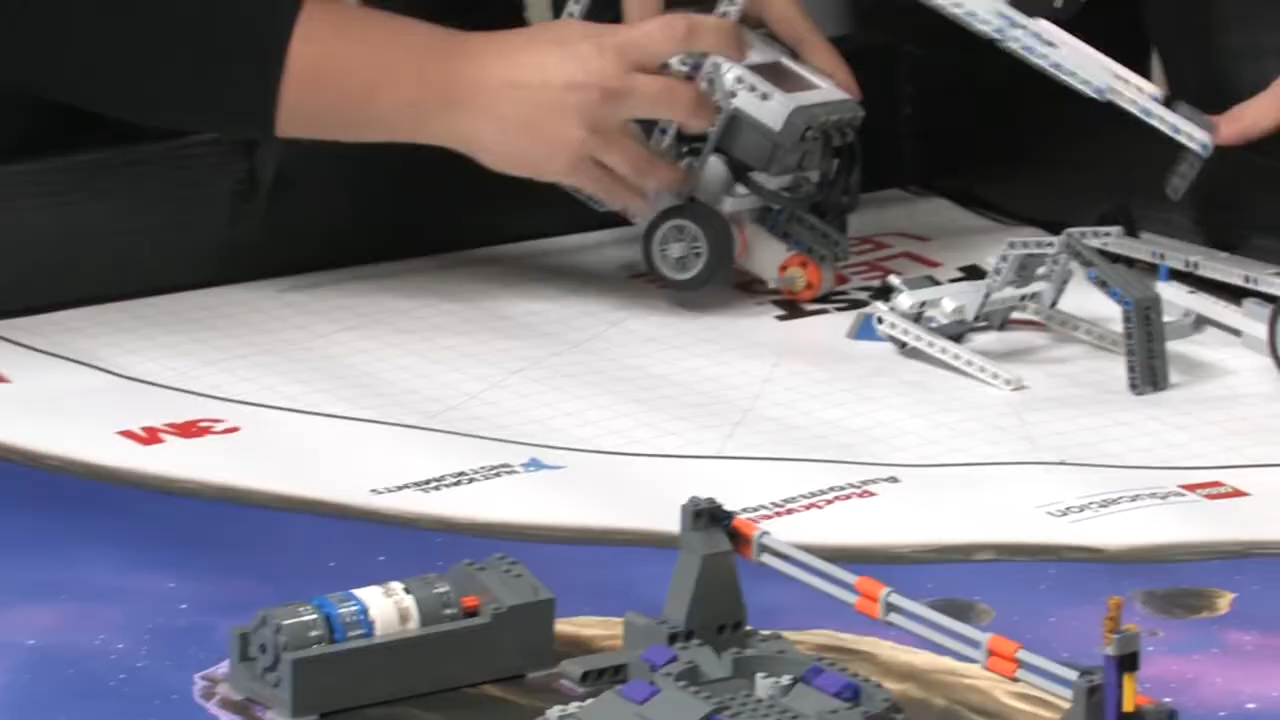 3M
NATIONAL
INSTRUMENTS
Rockwell
Automation
LEGO
education